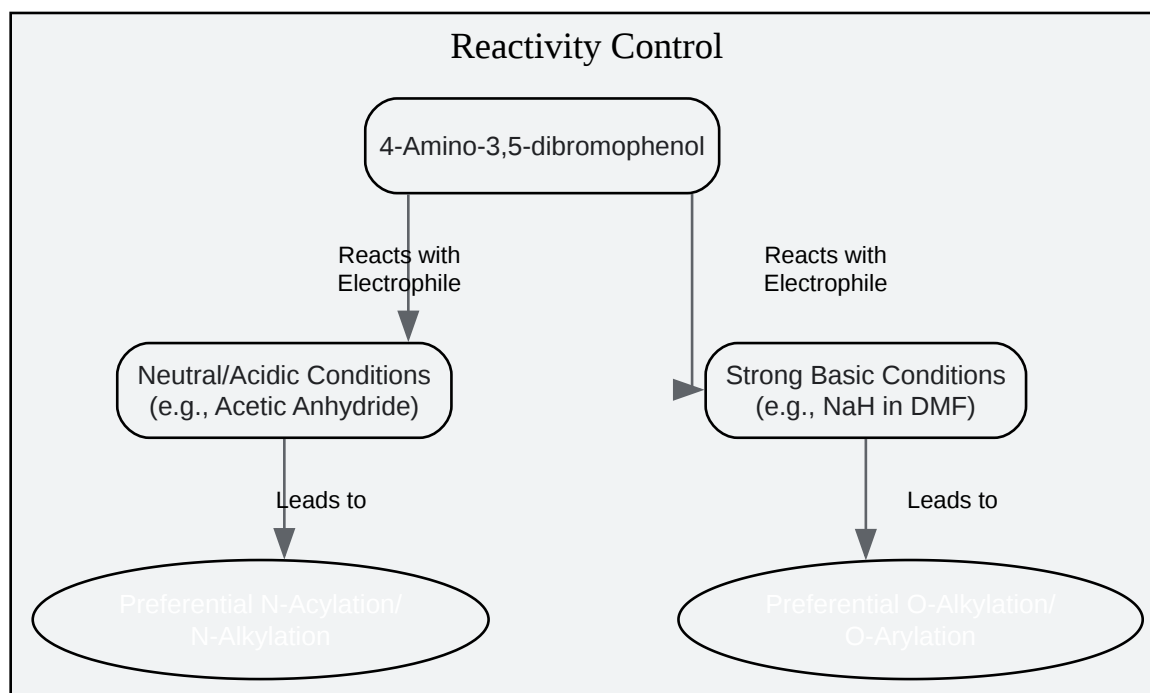 Reactivity Control
4-Amino-3,5-dibromophenol
Reacts with
Electrophile
Reacts with
Electrophile
Neutral/Acidic Conditions
(e.g., Acetic Anhydride)
Strong Basic Conditions
(e.g., NaH in DMF)
Leads to
Leads to
Preferential N-Acylation/
N-Alkylation
Preferential O-Alkylation/
O-Arylation